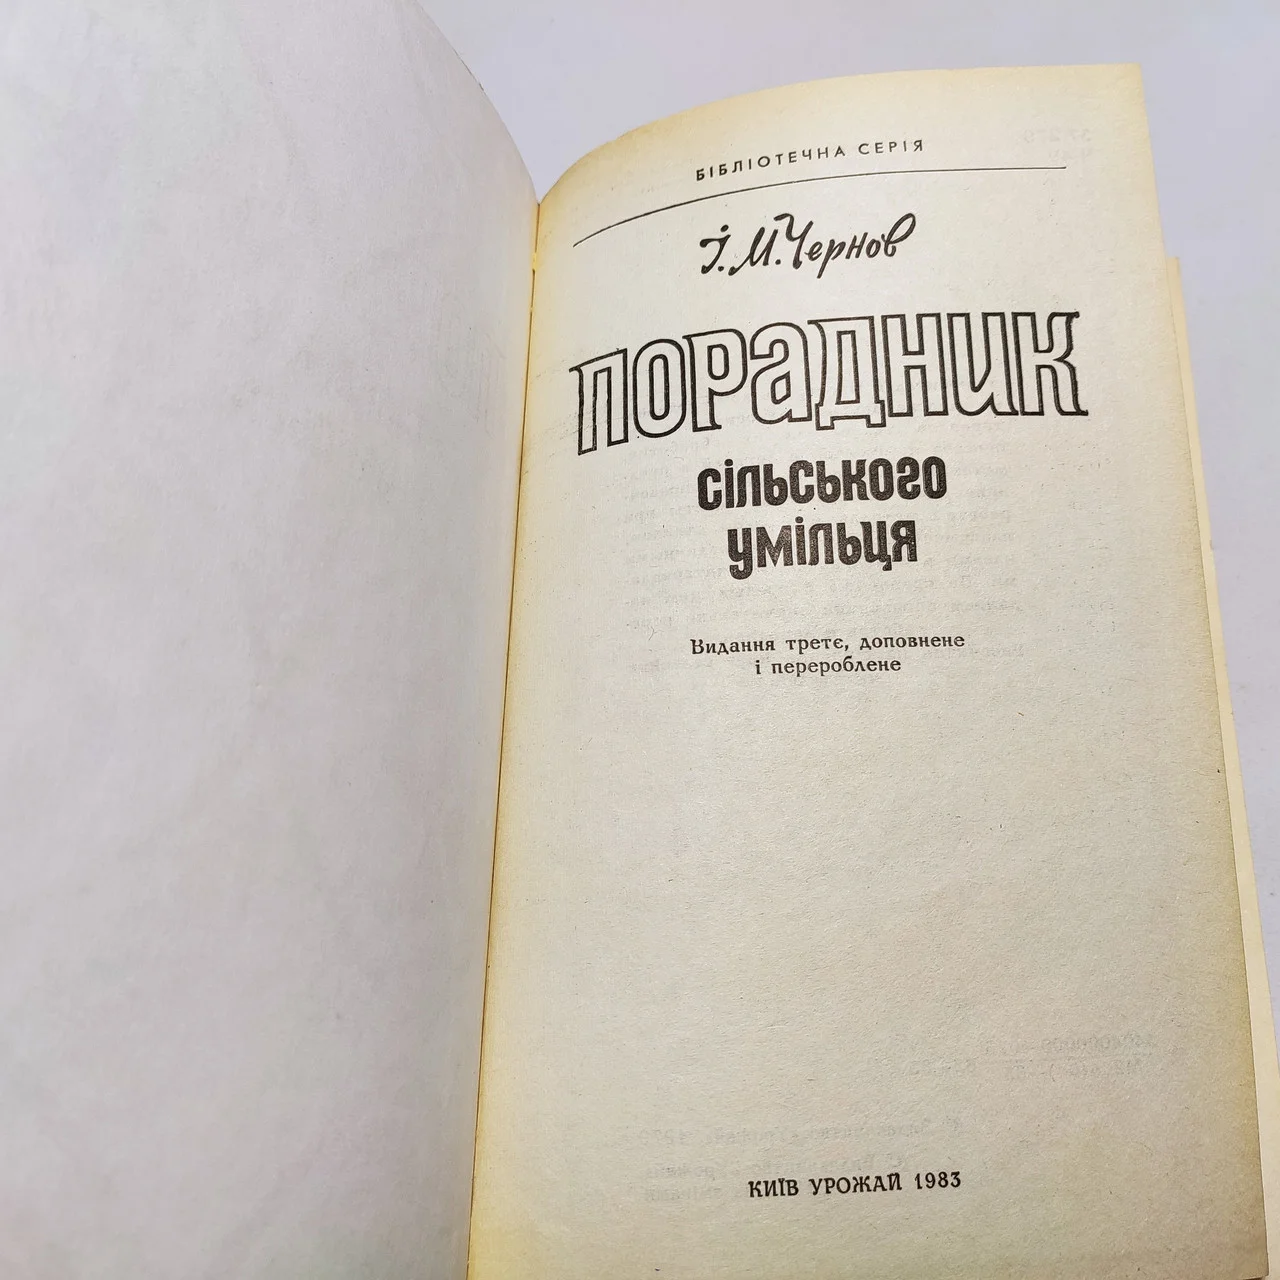 БІБЛІОТЕЧНА СЕРІЯ
І. М. Чернов
ПОРАДНИК
сільського
умільця
Видання третє, доповнене
і перероблене
КИЇВ УРОЖАЙ 1983